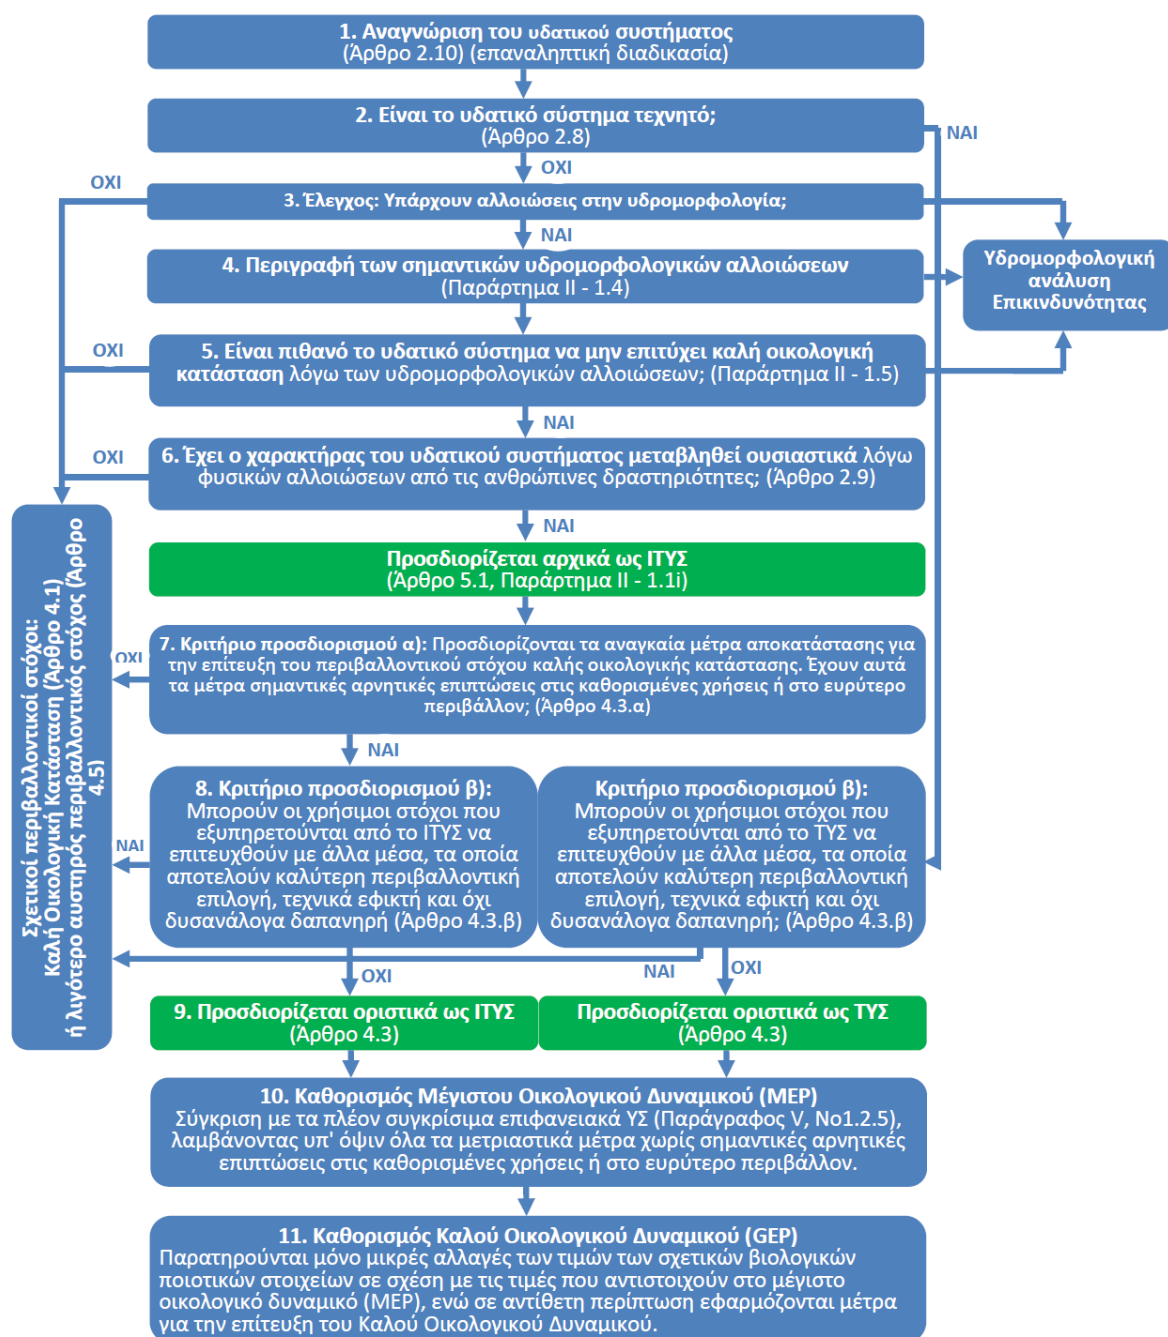 1. Αναγνώριση του υδατικού συστήματος
(Άρθρο 2.10) (επαναληπτική διαδικασία)
2. Είναι το υδατικό σύστημα τεχνητό;
(Άρθρο 2.8)
ΝΑΙ
ΟΧΙ
ΟΧΙ
3. Έλεγχος: Υπάρχουν αλλοιώσεις στην υδρομορφολογία;
ΝΑΙ
4. Περιγραφή των σημαντικών υδρομορφολογικών αλλοιώσεων
(Παράρτημα ΙΙ - 1.4)
Υδρομορφολογική
ανάλυση
Επικινδυνότητας
ΟΧΙ
5. Είναι πιθανό το υδατικό σύστημα να μην επιτύχει καλή οικολογική
κατάσταση λόγω των υδρομορφολογικών αλλοιώσεων; (Παράρτημα ΙΙ - 1.5)
ΝΑΙ
ΟΧΙ
6. Έχει ο χαρακτήρας του υδατικού συστήματος μεταβληθεί ουσιαστικά λόγω
φυσικών αλλοιώσεων από τις ανθρώπινες δραστηριότητες; (Άρθρο 2.9)
ΝΑΙ
Προσδιορίζεται αρχικά ως ΙΤΥΣ
(Άρθρο 5.1, Παράρτημα ΙΙ - 1.1i)
Σχετικοί περιβαλλοντικοί στόχοι:
Καλή Οικολογική Κατάσταση (Άρθρο 4.1)
ή λιγότερο αυστηρός περιβαλλοντικός στόχος (Άρθρο
4.5)
ΟΧΙ
7. Κριτήριο προσδιορισμού α): Προσδιορίζονται τα αναγκαία μέτρα αποκατάστασης για
την επίτευξη του περιβαλλοντικού στόχου καλής οικολογικής κατάστασης. Έχουν αυτά
τα μέτρα σημαντικές αρνητικές επιπτώσεις στις καθορισμένες χρήσεις ή στο ευρύτερο
περιβάλλον; (Άρθρο 4.3.α)
ΝΑΙ
ΝΑΙ
8. Κριτήριο προσδιορισμού β):
Μπορούν οι χρήσιμοι στόχοι που
εξυπηρετούνται από το ΙΤΥΣ να
επιτευχθούν με άλλα μέσα, τα οποία
αποτελούν καλύτερη περιβαλλοντική
επιλογή, τεχνικά εφικτή και όχι
δυσανάλογα δαπανηρή (Άρθρο 4.3.β)
Κριτήριο προσδιορισμού β):
Μπορούν οι χρήσιμοι στόχοι που
εξυπηρετούνται από το ΤΥΣ να
επιτευχθούν με άλλα μέσα, τα οποία
αποτελούν καλύτερη περιβαλλοντική
επιλογή, τεχνικά εφικτή και όχι
δυσανάλογα δαπανηρή; (Άρθρο 4.3.β)
ΟΧΙ
ΝΑΙ
ΟΧΙ
9. Προσδιορίζεται οριστικά ως ΙΤΥΣ
(Άρθρο 4.3)
Προσδιορίζεται οριστικά ως ΤΥΣ
(Άρθρο 4.3)
10. Καθορισμός Μέγιστου Οικολογικού Δυναμικού (MEP)
Σύγκριση με τα πλέον συγκρίσιμα επιφανειακά ΥΣ (Παράγραφος V, No1.2.5),
λαμβάνοντας υπ' όψιν όλα τα μετριαστικά μέτρα χωρίς σημαντικές αρνητικές
επιπτώσεις στις καθορισμένες χρήσεις ή στο ευρύτερο περιβάλλον.
11. Καθορισμός Καλού Οικολογικού Δυναμικού (GEP)
Παρατηρούνται μόνο μικρές αλλαγές των τιμών των σχετικών βιολογικών
ποιοτικών στοιχείων σε σχέση με τις τιμές που αντιστοιχούν στο μέγιστο
οικολογικό δυναμικό (MEP), ενώ σε αντίθετη περίπτωση εφαρμόζονται μέτρα
για την επίτευξη του Καλού Οικολογικού Δυναμικού.